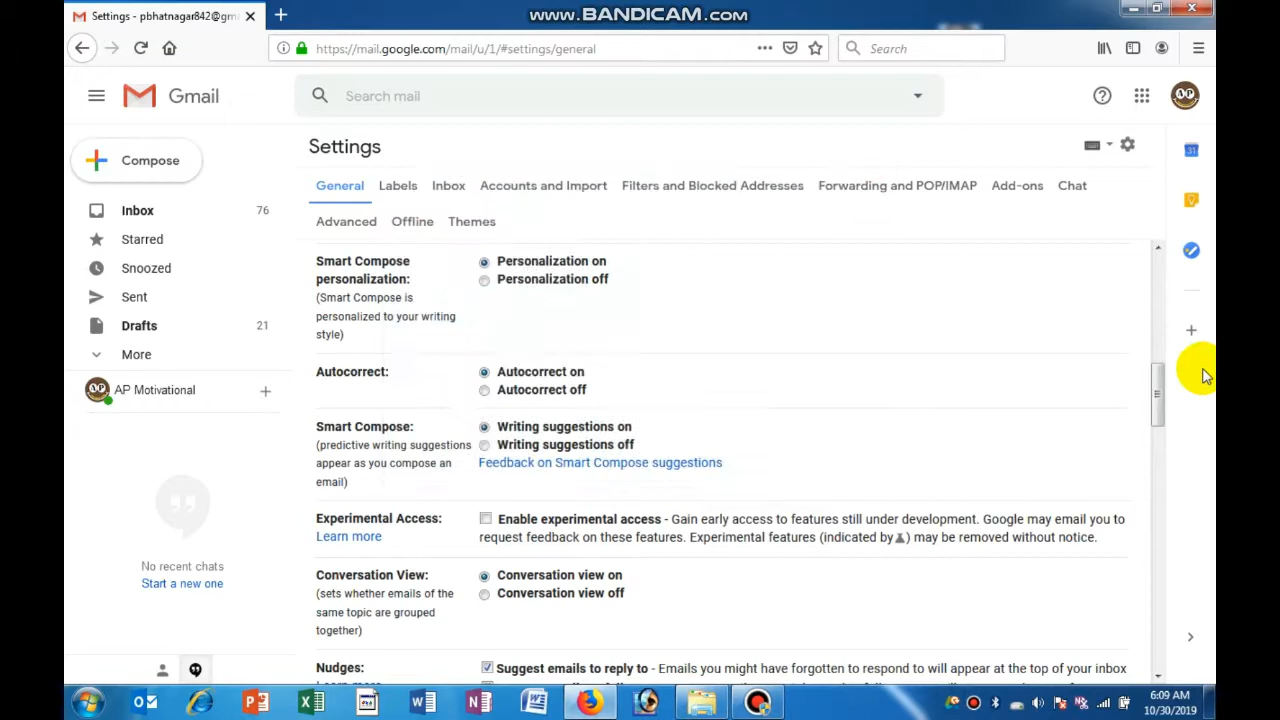 www.BANDICAM.com
Settings - pbhatnagar842@gm
https://mail.google.com/mail/u/1/#settings/general
Search
Gmail
Search mail
Compose
Settings
General Labels Inbox Accounts and Import Filters and Blocked Addresses Forwarding and POP/IMAP Add-ons Chat
Advanced Offline Themes
Inbox 76
Starred
Snoozed
Sent
Drafts 21
More
AP Motivational
No recent chats
Start a new one
Smart Compose personalization:
(Smart Compose is
personalized to your writing
style)
Personalization on
Personalization off
Autocorrect:
Autocorrect on
Autocorrect off
Smart Compose:
(predictive writing suggestions
appear as you compose an
email)
Writing suggestions on
Writing suggestions off
Feedback on Smart Compose suggestions
Experimental Access:
Learn more
Enable experimental access - Gain early access to features still under development. Google may email you to
request feedback on these features. Experimental features (indicated by ) may be removed without notice.
Conversation View:
(sets whether emails of the
same topic are grouped
together)
Conversation view on
Conversation view off
Nudges:
Suggest emails to reply to - Emails you might have forgotten to respond to will appear at the top of your inbox
31
6:09 AM
10/30/2019